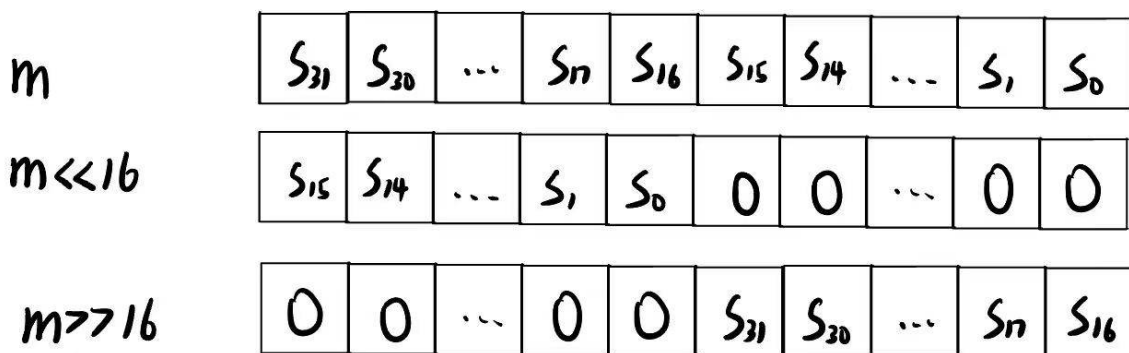 m S₃₁ S₃₀ ... S₁₇ S₁₆ S₁₅ S₁₄ ... S₁ S₀
m<<16 S₁₅ S₁₄ ... S₁ S₀ 0 0 ... 0 0
m>>16 0 0 ... 0 0 S₃₁ S₃₀ ... S₁₇ S₁₆